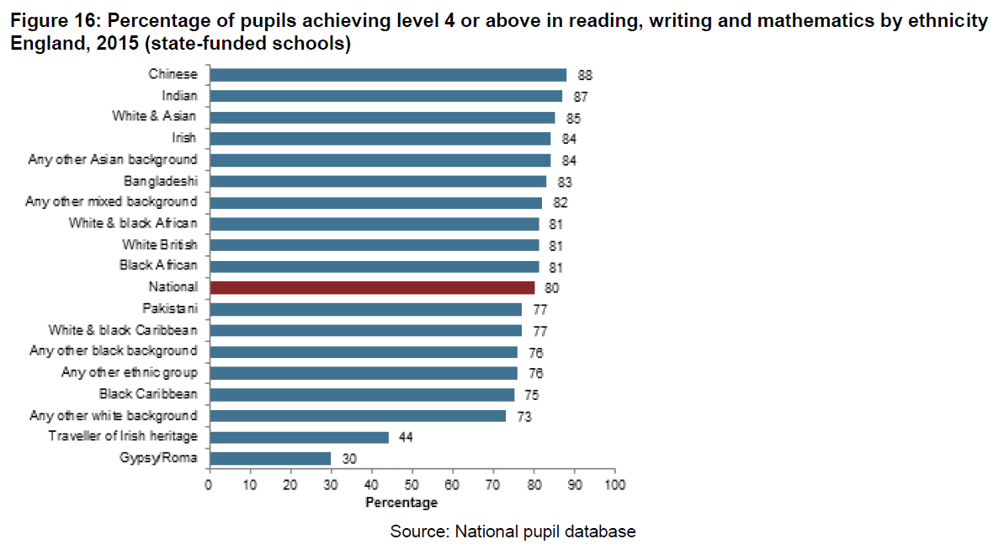 Figure 16: Percentage of pupils achieving level 4 or above in reading, writing and mathematics by ethnicity
England, 2015 (state-funded schools)
Chinese 88
Indian 87
White & Asian 85
Irish 84
Any other Asian background 84
Bangladeshi 83
Any other mixed background 82
White & black African 81
White British 81
Black African 81
National 80
Pakistani 77
White & black Caribbean 77
Any other black background 76
Any other ethnic group 76
Black Caribbean 75
Any other white background 73
Traveller of Irish heritage 44
Gypsy/Roma 30
0 10 20 30 40 50 60 70 80 90 100
Percentage
Source: National pupil database